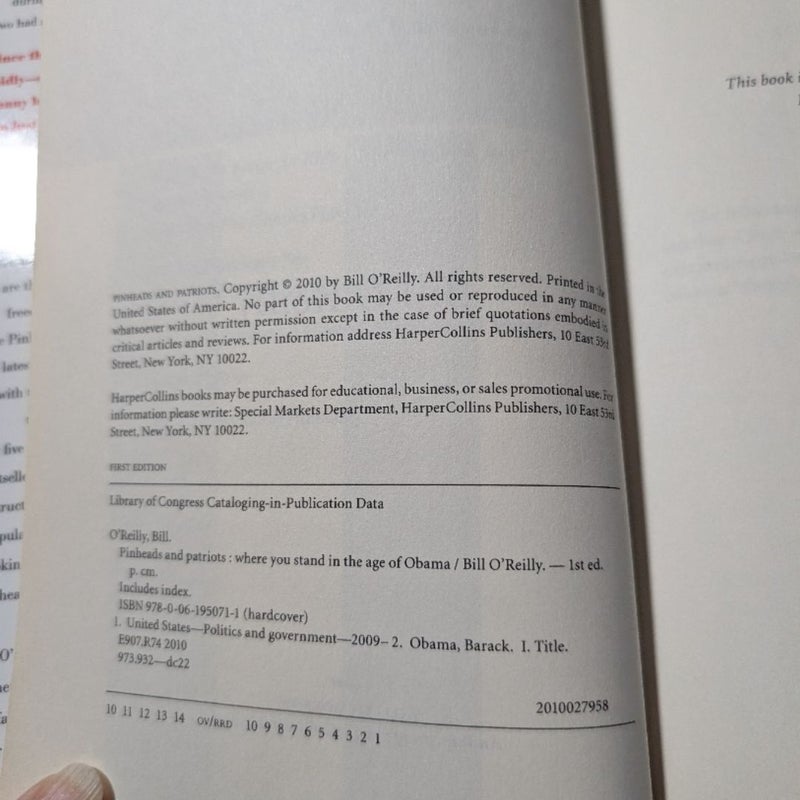 This book
PINHEADS AND PATRIOTS. Copyright © 2010 by Bill O'Reilly. All rights reserved. Printed in the
United States of America. No part of this book may be used or reproduced in any manner
whatsoever without written permission except in the case of brief quotations embodied in
critical articles and reviews. For information address HarperCollins Publishers, 10 East 53rd
Street, New York, NY 10022.
HarperCollins books may be purchased for educational, business, or sales promotional use. For
information please write: Special Markets Department, HarperCollins Publishers, 10 East 53rd
Street, New York, NY 10022.
FIRST EDITION
Library of Congress Cataloging-in-Publication Data
O'Reilly, Bill.
Pinheads and patriots : where you stand in the age of Obama / Bill O'Reilly. — 1st ed.
p. cm.
Includes index.
ISBN 978-0-06-195071-1 (hardcover)
1. United States—Politics and government—2009– 2. Obama, Barack. I. Title.
E907.R74 2010
973.932—dc22
2010027958
10 11 12 13 14 OV/RRD 10 9 8 7 6 5 4 3 2 1